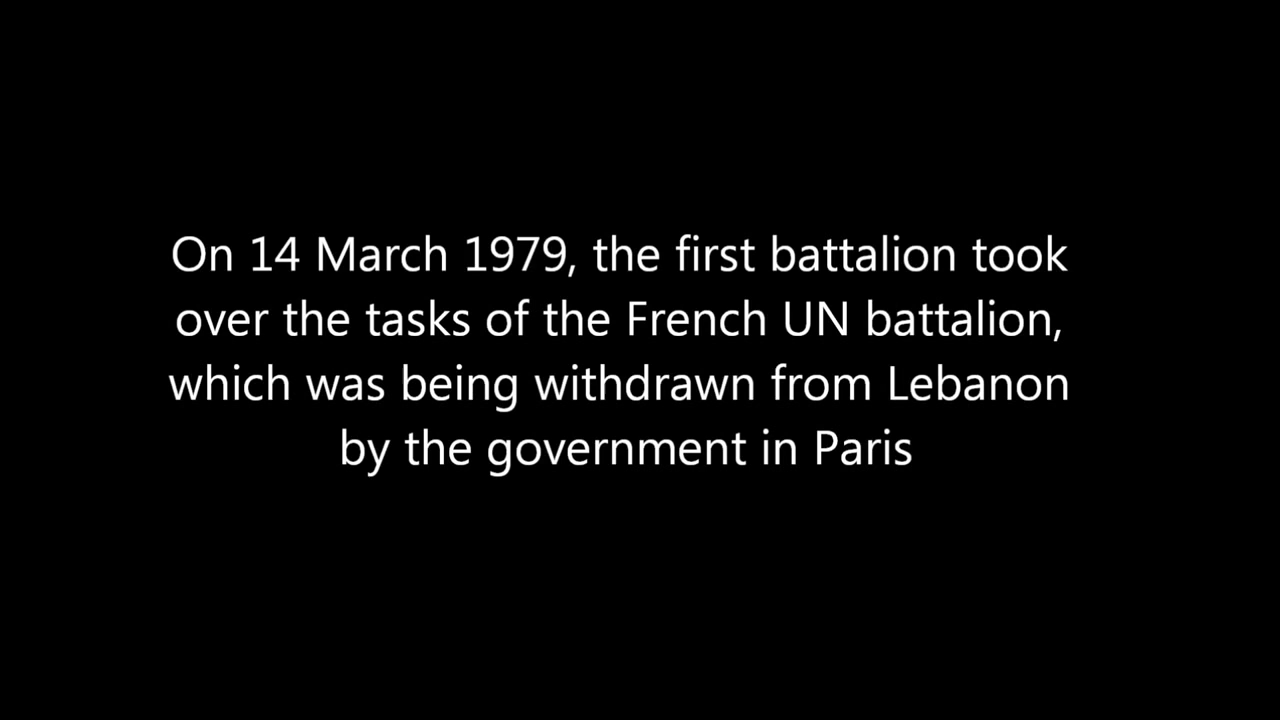 On 14 March 1979, the first battalion took
over the tasks of the French UN battalion,
which was being withdrawn from Lebanon
by the government in Paris